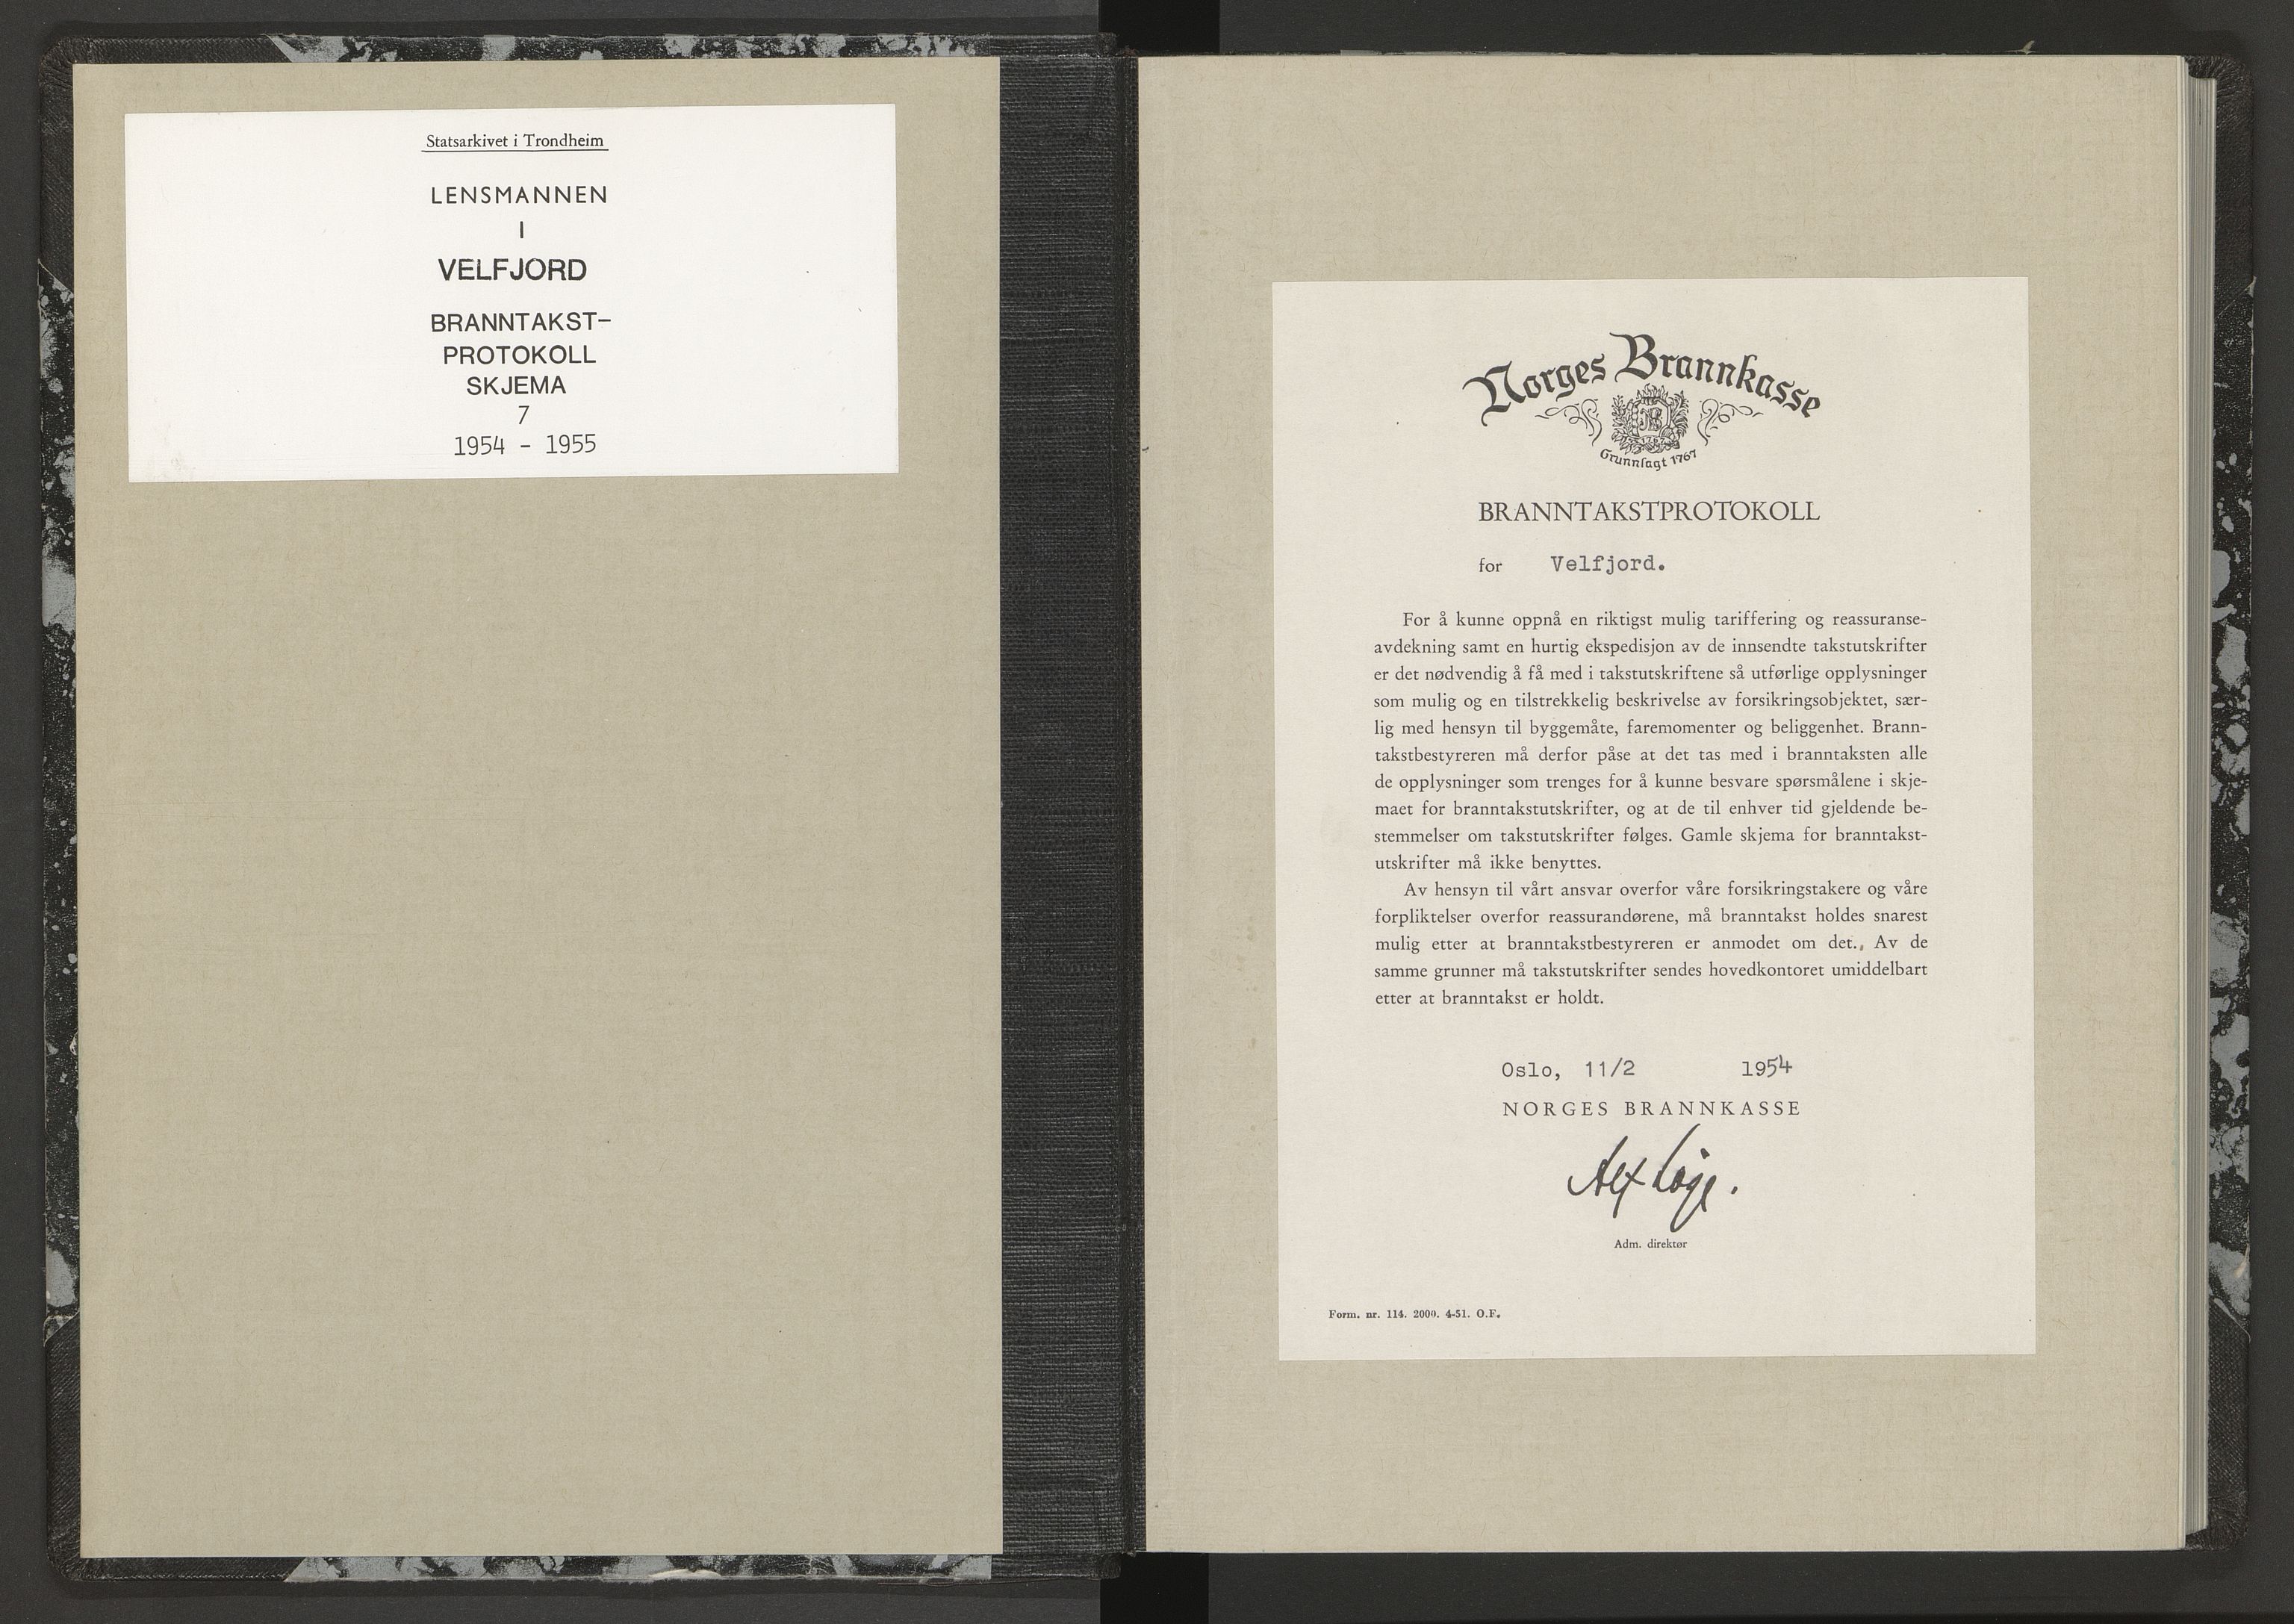 Statsarkivet i Trondheim
LENSMANNEN
I
VELFJORD
BRANNTAKST-
PROTOKOLL
SKJEMA
7
1954 - 1955
Norges Brannkasse
1767
Grunnlagt 1767
BRANNTAKSTPROTOKOLL
for Velfjord.
For å kunne oppnå en riktigst mulig tariffering og reassuranse-
avdekning samt en hurtig ekspedisjon av de innsendte takstutskrifter
er det nødvendig å få med i takstutskriftene så utførlige opplysninger
som mulig og en tilstrekkelig beskrivelse av forsikringsobjektet, sær-
lig med hensyn til byggemåte, faremomenter og beliggenhet. Brann-
takstbestyreren må derfor påse at det tas med i branntaksten alle
de opplysninger som trenges for å kunne besvare spørsmålene i skje-
maet for branntakstutskrifter, og at de til enhver tid gjeldende be-
stemmelser om takstutskrifter følges. Gamle skjema for branntakst-
utskrifter må ikke benyttes.
Av hensyn til vårt ansvar overfor våre forsikringstakere og våre
forpliktelser overfor reassurandørene, må branntakst holdes snarest
mulig etter at branntakstbestyreren er anmodet om det. Av de
samme grunner må takstutskrifter sendes hovedkontoret umiddelbart
etter at branntakst er holdt.
Oslo, 11/2 1954
NORGES BRANNKASSE
Adm. direktør
Form. nr. 114. 2000. 4-51. O.F.